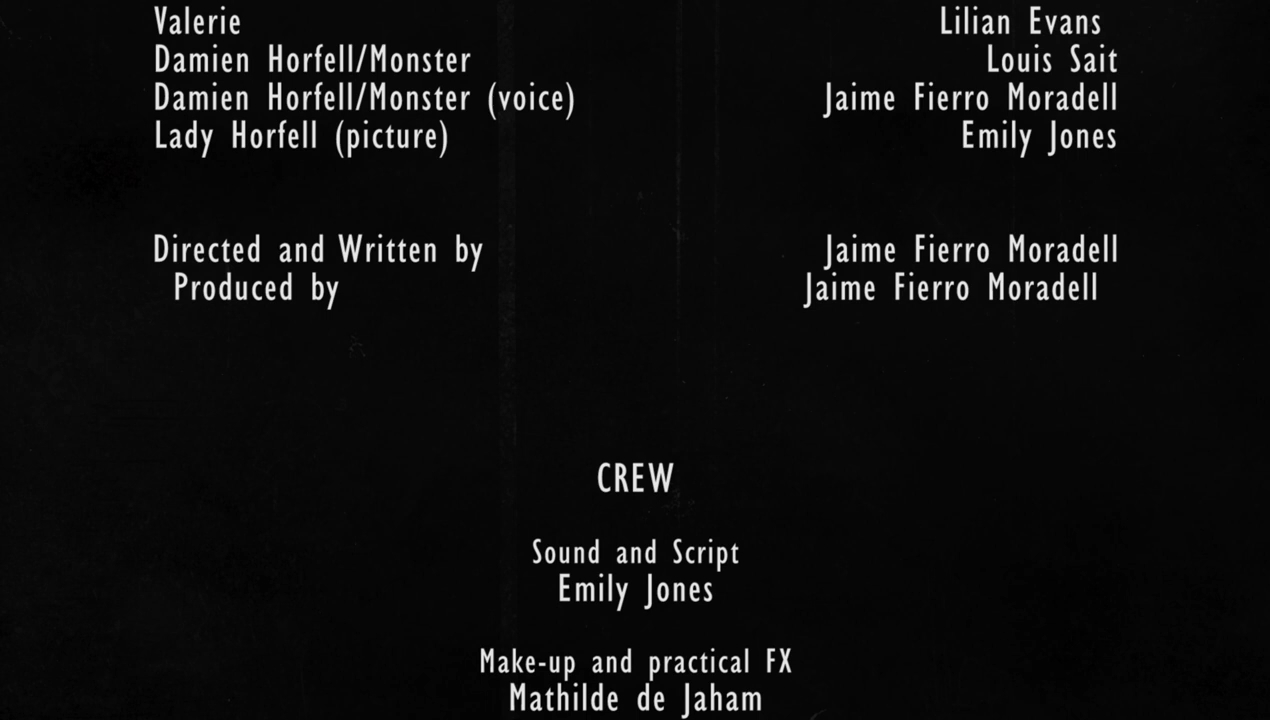 Valerie Lilian Evans
Damien Horfell/Monster Louis Sait
Damien Horfell/Monster (voice) Jaime Fierro Moradell
Lady Horfell (picture) Emily Jones
Directed and Written by Jaime Fierro Moradell
Produced by Jaime Fierro Moradell
CREW
Sound and Script
Emily Jones
Make-up and practical FX
Mathilde de Jaham